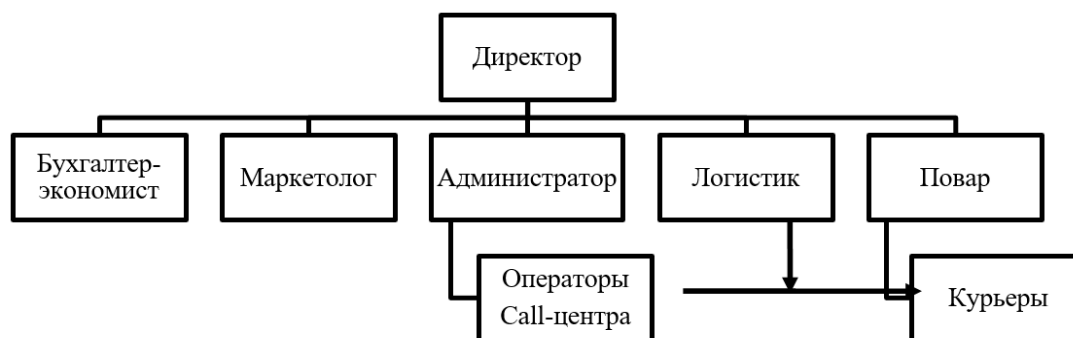 Директор
Бухгалтер-
экономист
Маркетолог
Администратор
Логистик
Повар
Операторы
Call-центра
Курьеры